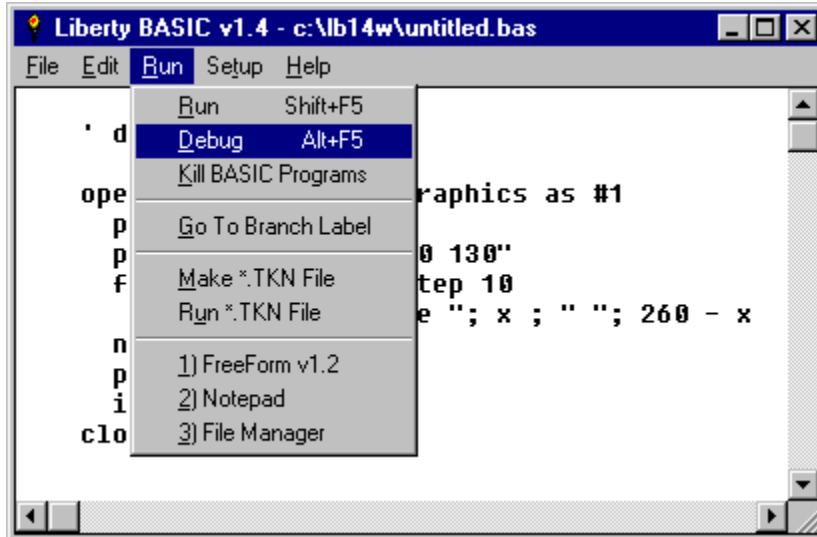 Liberty BASIC v1.4 - c:\lb14w\untitled.bas
File Edit Run Setup Help
Run Shift+F5
' d
Debug Alt+F5
Kill BASIC Programs
ope raphics as #1
p
Go To Branch Label
p 0 130"
f tep 10
Make *.TKN File
Run *.TKN File
e "; x ; " "; 260 - x
n
1) FreeForm v1.2
p
2) Notepad
i
3) File Manager
clo